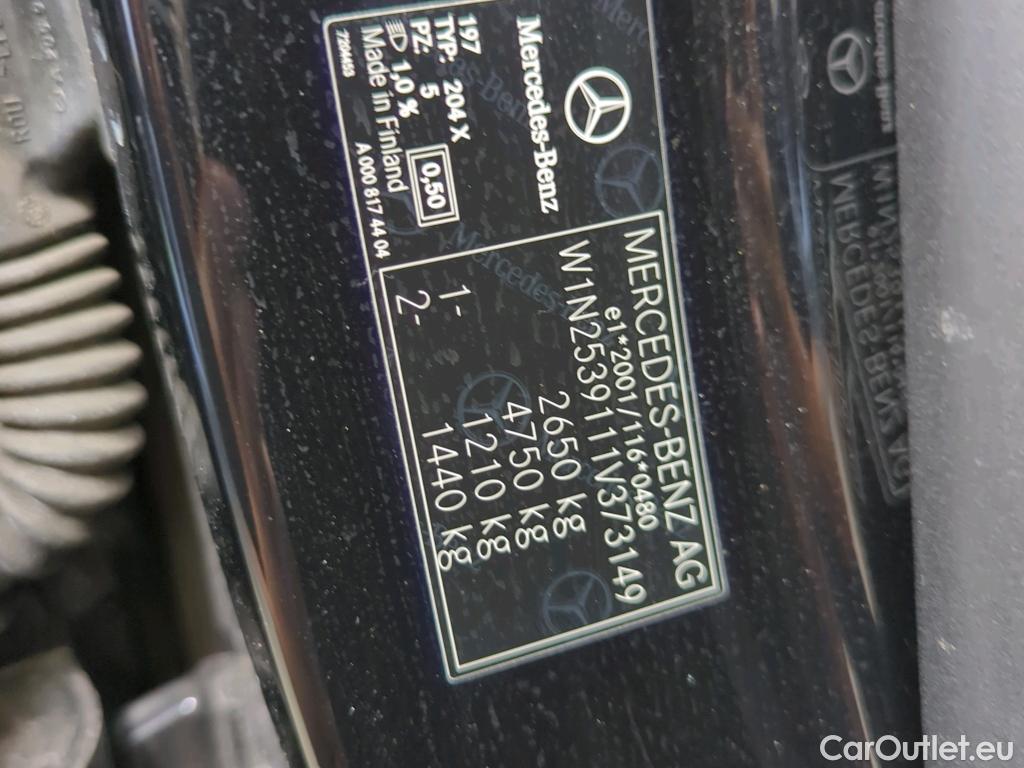 Mercedes-Benz
197
TYP: 204 X
PZ: 5
1,0 %
0,50
Made in Finland
7704455
A 000 817 44 04
MERCEDES-BENZ AG
e1*2001/116*0480
W1N2539111V373149
2650 kg
4750 kg
1- 1210 kg
2- 1440 kg
CarOutlet.eu